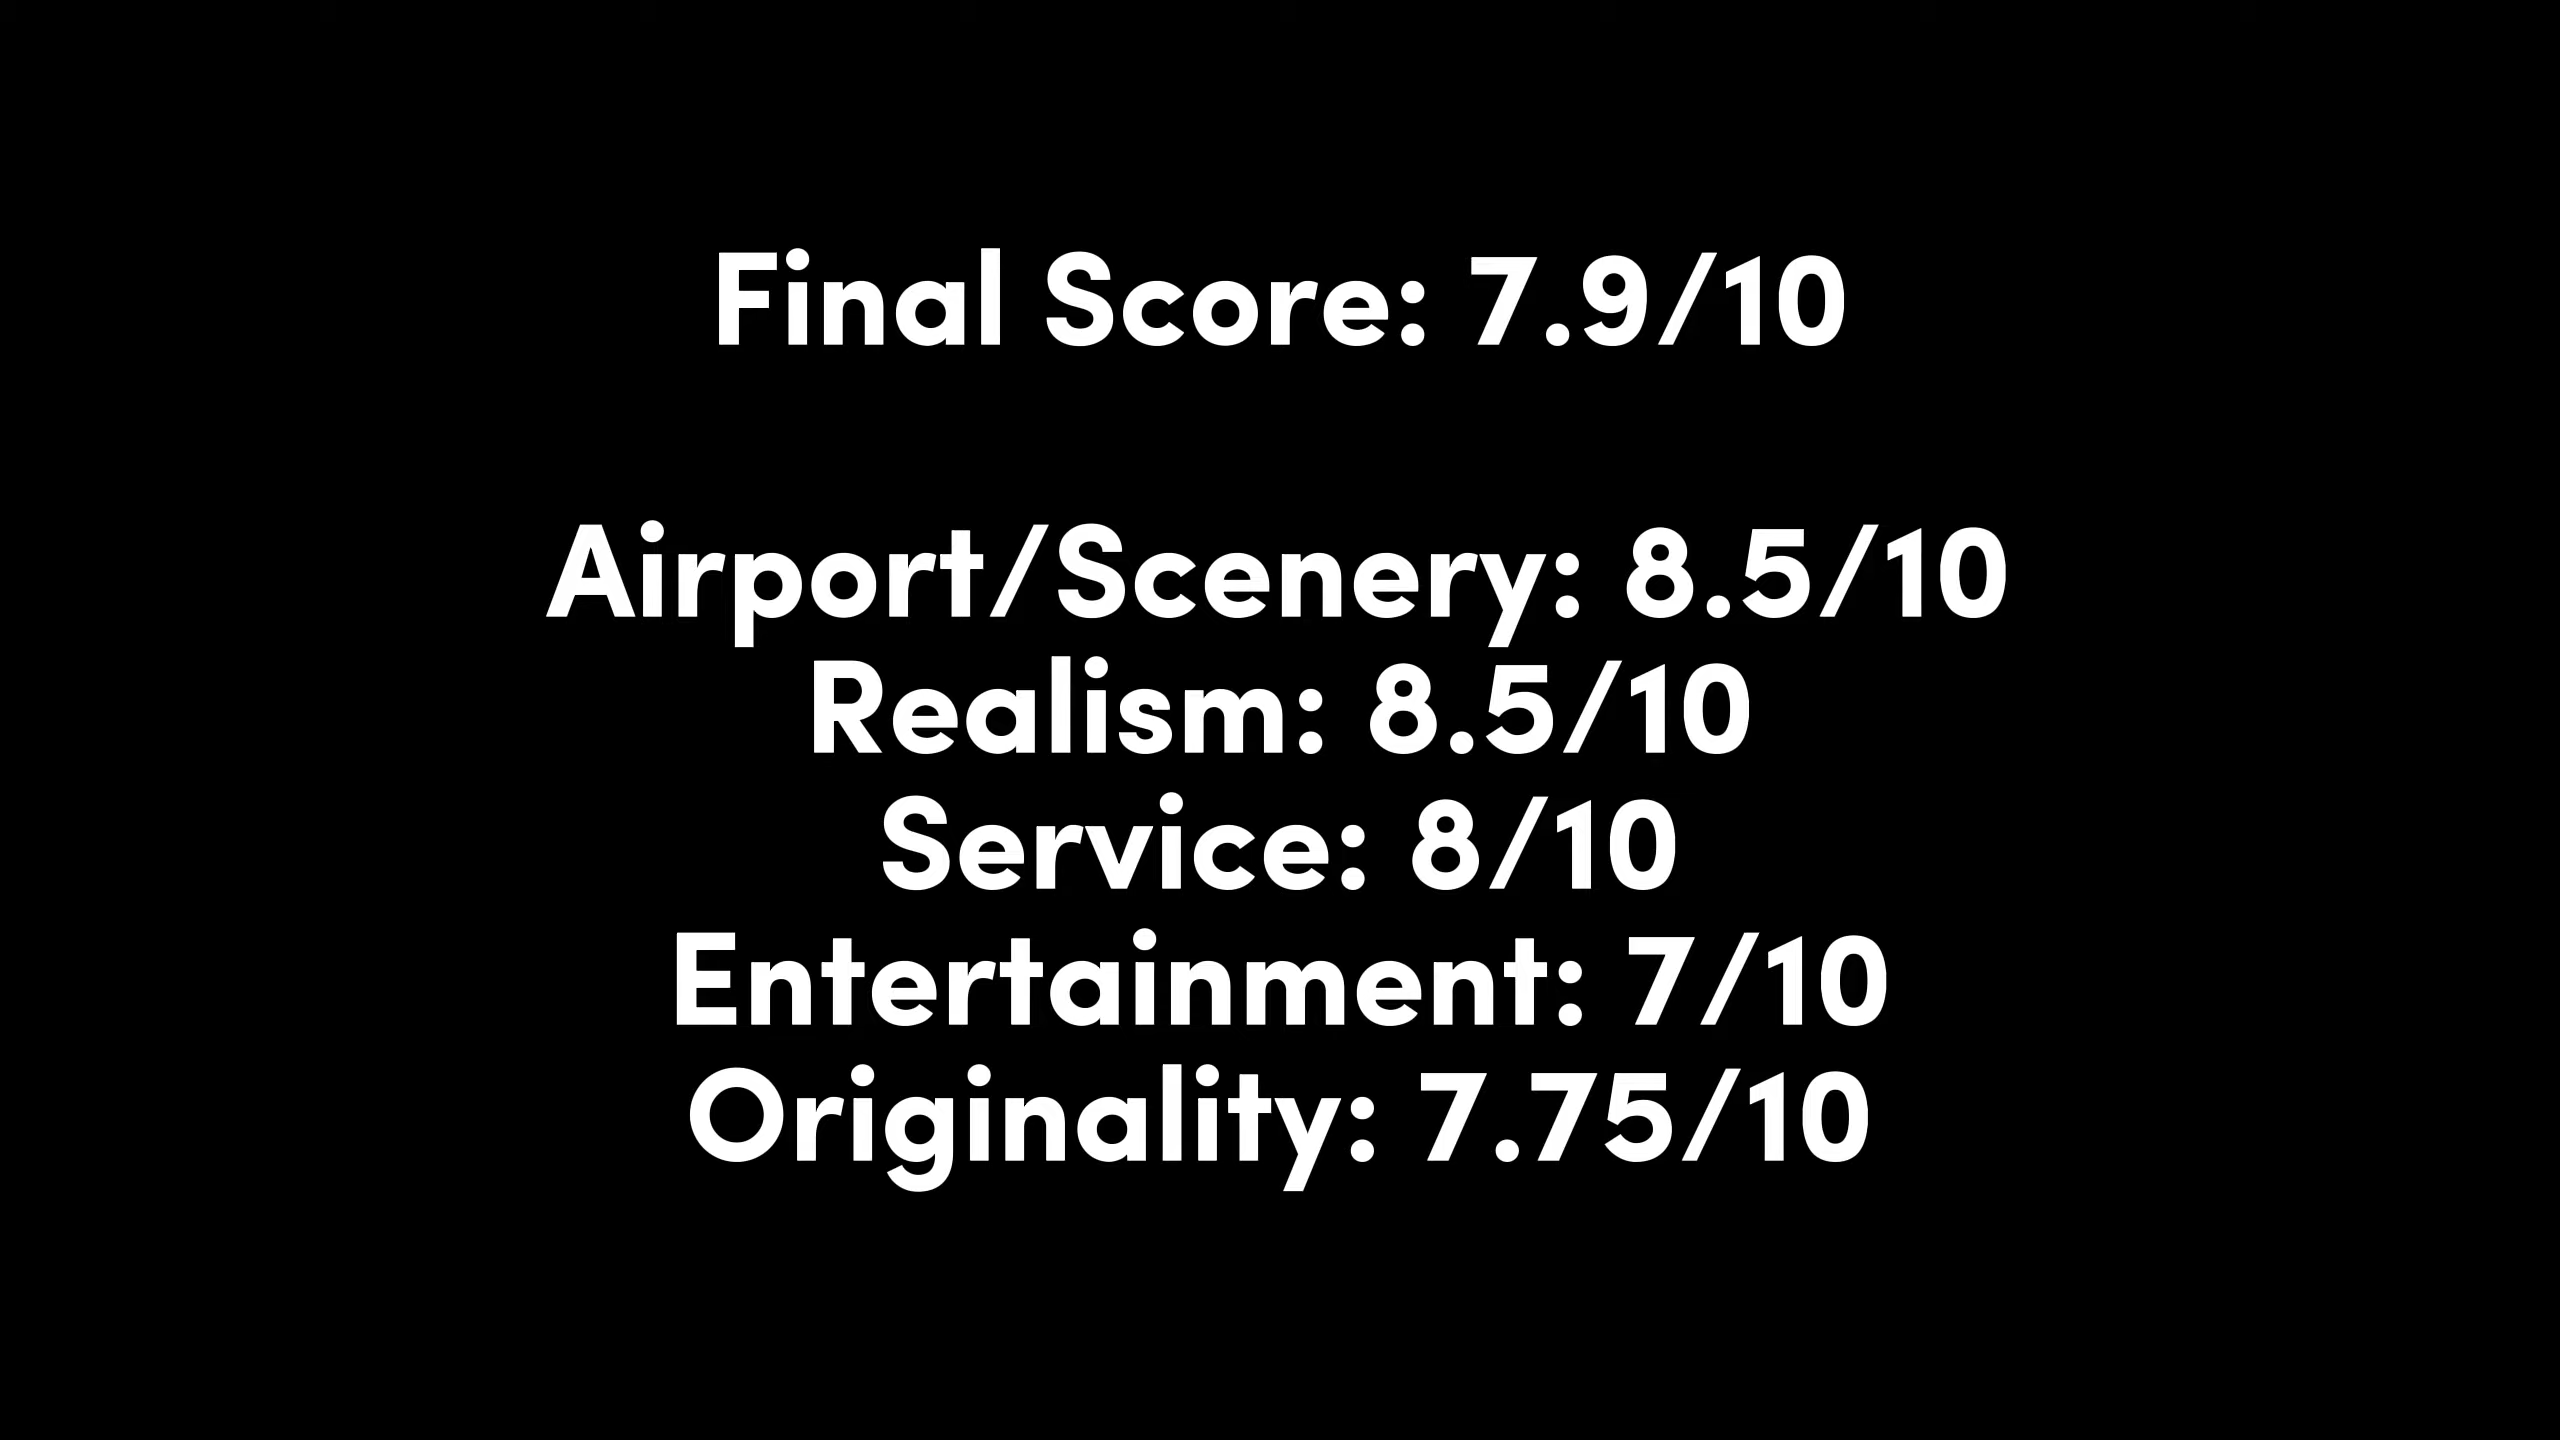 Final Score: 7.9/10
Airport/Scenery: 8.5/10
Realism: 8.5/10
Service: 8/10
Entertainment: 7/10
Originality: 7.75/10